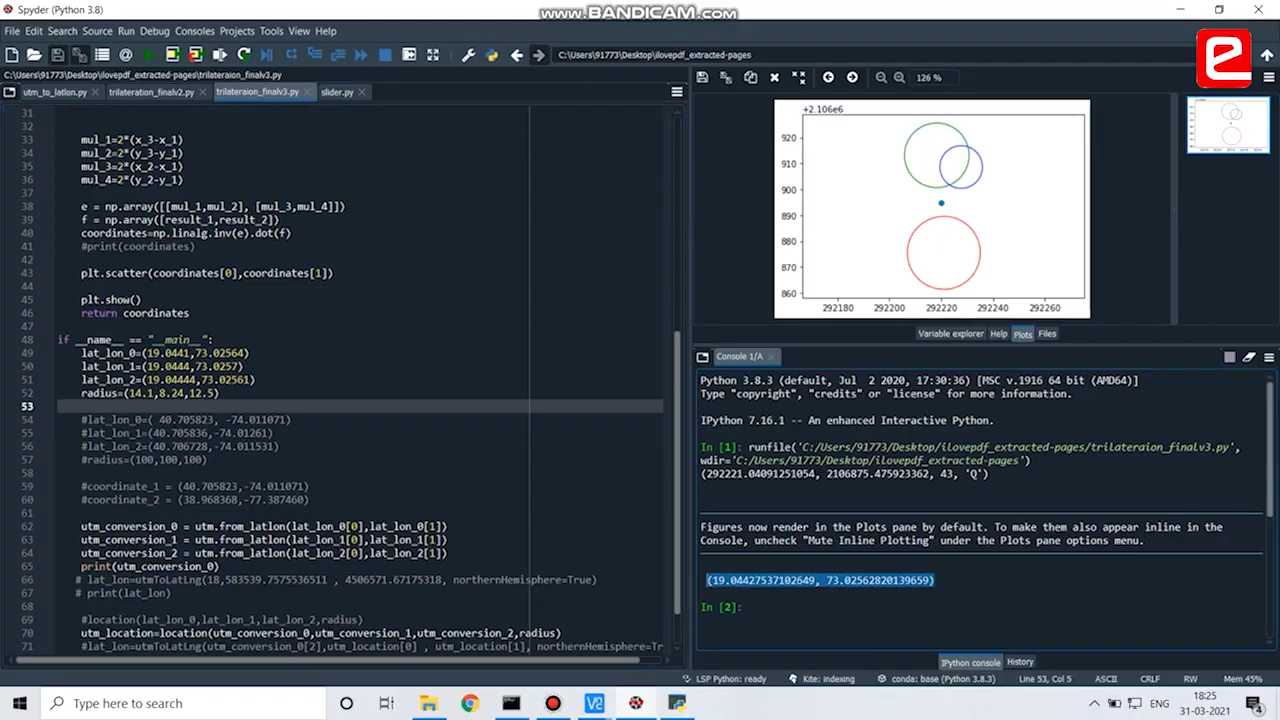 Spyder (Python 3.8)
www.BANDICAM.com
File Edit Search Source Run Debug Consoles Projects Tools View Help
C:\Users\91773\Desktop\ilovepdf_extracted-pages
C:\Users\91773\Desktop\ilovepdf_extracted-pages\trilateraion_finalv3.py
utm_to_latlon.py trilateration_finalv2.py trilateraion_finalv3.py slider.py
126 %
31
32
33 mul_1=2*(x_3-x_1)
34 mul_2=2*(y_3-y_1)
35 mul_3=2*(x_2-x_1)
36 mul_4=2*(y_2-y_1)
37
38 e = np.array([[mul_1,mul_2], [mul_3,mul_4]])
39 f = np.array([result_1,result_2])
40 coordinates=np.linalg.inv(e).dot(f)
41 #print(coordinates)
42
43 plt.scatter(coordinates[0],coordinates[1])
44
45 plt.show()
46 return coordinates
47
48 if __name__ == "__main__":
49 lat_lon_0=(19.0441,73.02564)
50 lat_lon_1=(19.0444,73.0257)
51 lat_lon_2=(19.04444,73.02561)
52 radius=(14.1,8.24,12.5)
53
54 #lat_lon_0=( 40.705823, -74.011071)
55 #lat_lon_1=(40.705836,-74.01261)
56 #lat_lon_2=(40.706728,-74.011531)
57 #radius=(100,100,100)
58
59 #coordinate_1 = (40.705823,-74.011071)
60 #coordinate_2 = (38.968368,-77.387460)
61
62 utm_conversion_0 = utm.from_latlon(lat_lon_0[0],lat_lon_0[1])
63 utm_conversion_1 = utm.from_latlon(lat_lon_1[0],lat_lon_1[1])
64 utm_conversion_2 = utm.from_latlon(lat_lon_2[0],lat_lon_2[1])
65 print(utm_conversion_0)
66 # lat_lon=utmToLatLng(18,583539.7575536511 , 4506571.67175318, northernHemisphere=True)
67 # print(lat_lon)
68
69 #location(lat_lon_0,lat_lon_1,lat_lon_2,radius)
70 utm_location=location(utm_conversion_0,utm_conversion_1,utm_conversion_2,radius)
71 #lat_lon=utmToLatLng(utm_conversion_0[2],utm_location[0] , utm_location[1], northernHemisphere=Tr
+2.106e6
920
910
900
890
880
870
860
292180 292200 292220 292240 292260
Variable explorer Help Plots Files
Console 1/A
Python 3.8.3 (default, Jul 2 2020, 17:30:36) [MSC v.1916 64 bit (AMD64)]
Type "copyright", "credits" or "license" for more information.
IPython 7.16.1 -- An enhanced Interactive Python.
In [1]: runfile('C:/Users/91773/Desktop/ilovepdf_extracted-pages/trilateraion_finalv3.py',
wdir='C:/Users/91773/Desktop/ilovepdf_extracted-pages')
(292221.04091251054, 2106875.475923362, 43, 'Q')
Figures now render in the Plots pane by default. To make them also appear inline in the
Console, uncheck "Mute Inline Plotting" under the Plots pane options menu.
(19.04427537102649, 73.02562820139659)
In [2]:
IPython console History
LSP Python: ready Kite: indexing conda: base (Python 3.8.3) Line 53, Col 5 ASCII CRLF RW Mem 45%
Type here to search
ENG
18:25
31-03-2021
4